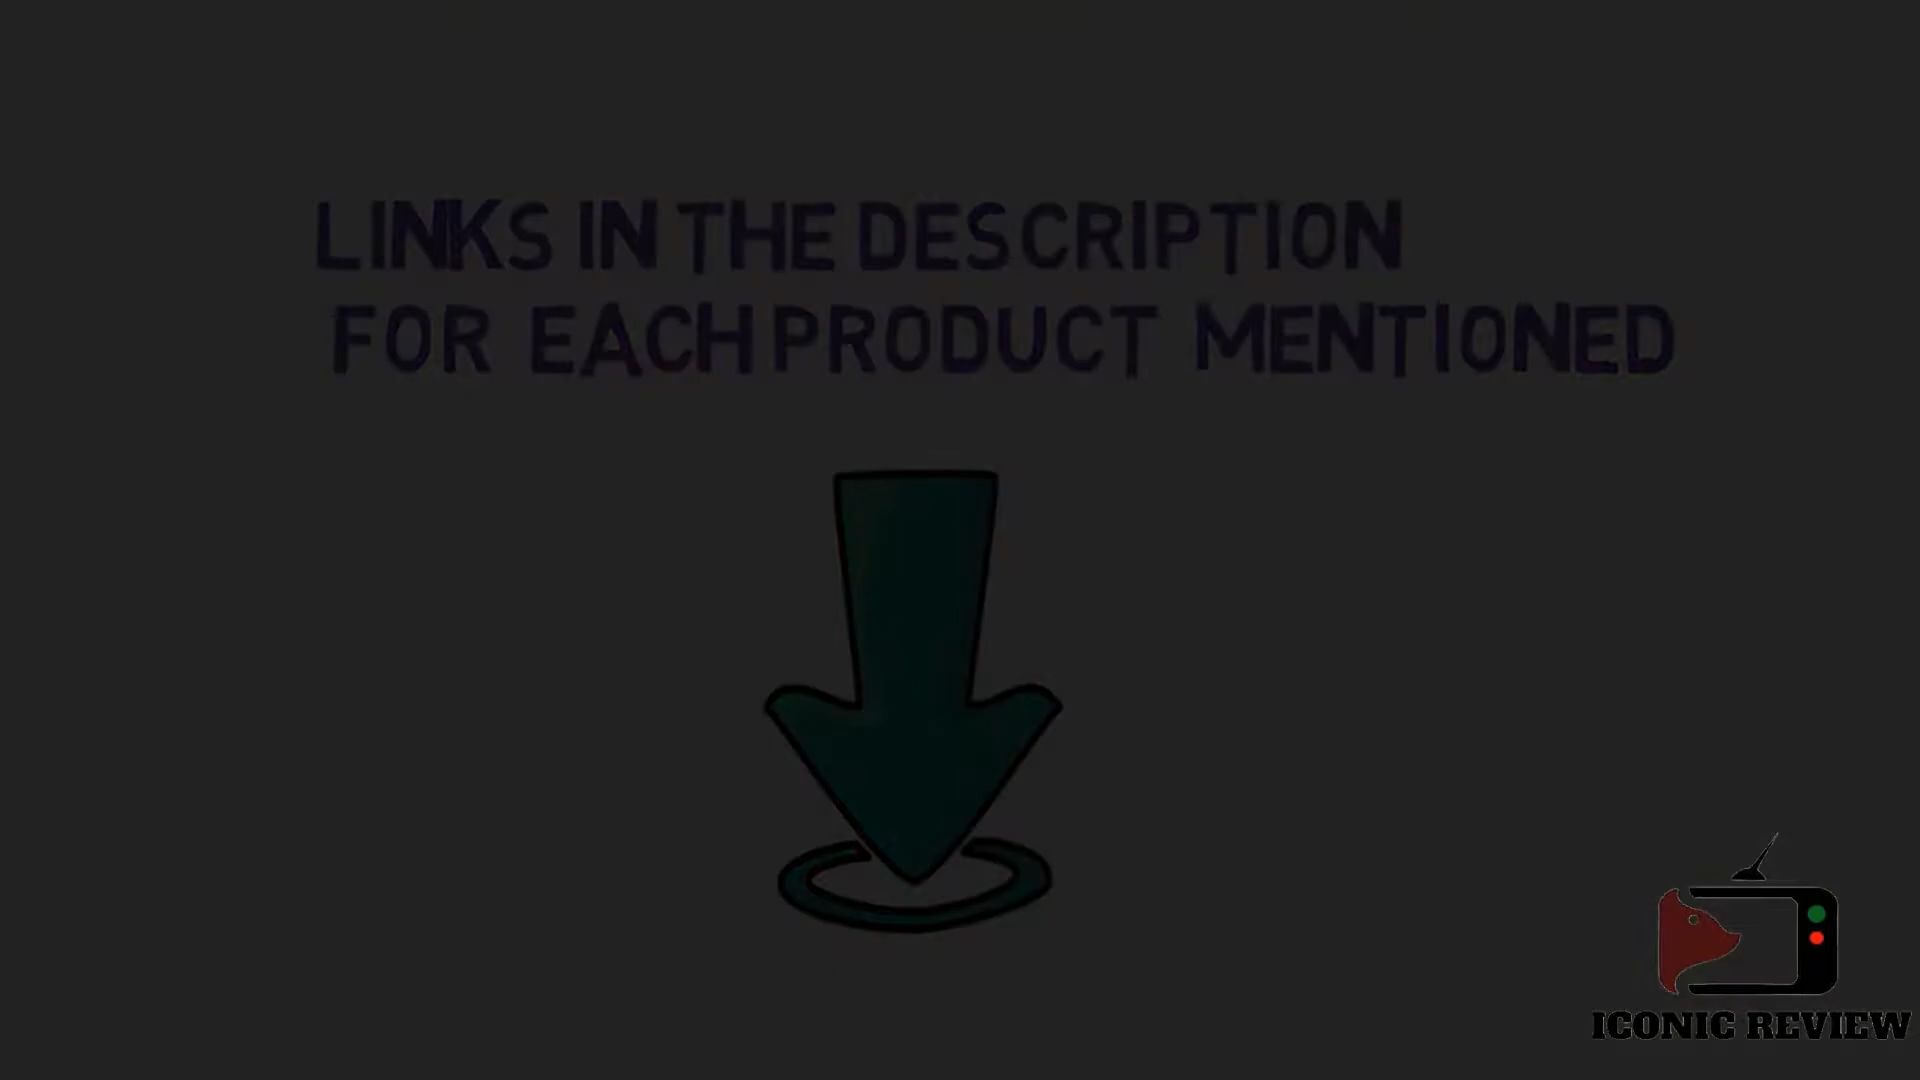 LINKS IN THE DESCRIPTION
FOR EACH PRODUCT MENTIONED
ICONIC REVIEW